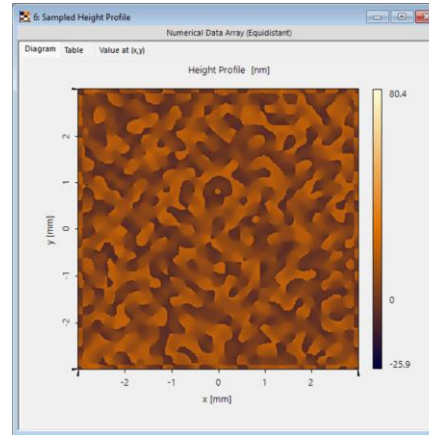 6: Sampled Height Profile
Numerical Data Array (Equidistant)
Diagram Table Value at (x,y)
Height Profile [nm]
80.4
2
1
0
-1
-2
y [mm]
0
-25.9
-2 -1 0 1 2
x [mm]